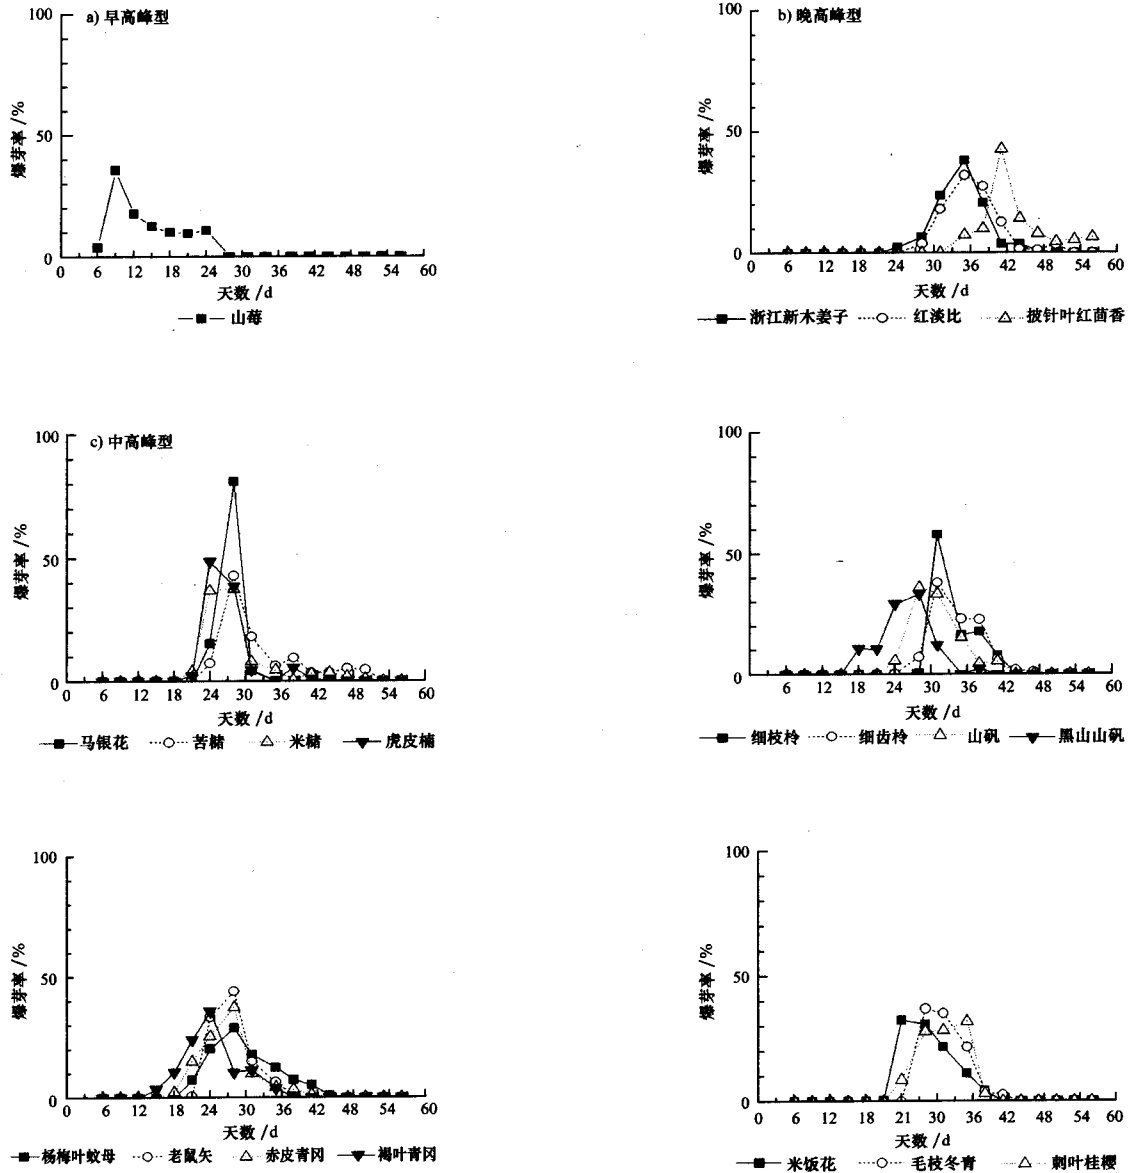 a) 早高峰型
100
50
0
爆芽率/%
0 6 12 18 24 30 36 42 48 54 60
天数/d
山莓
b) 晚高峰型
100
50
0
爆芽率/%
0 6 12 18 24 30 36 42 48 54 60
天数/d
浙江新木姜子 红淡比 披针叶红茴香
c) 中高峰型
100
50
0
爆芽率/%
0 6 12 18 24 30 36 42 48 54 60
天数/d
马银花 苦槠 米槠 虎皮楠
100
50
0
爆芽率/%
0 6 12 18 24 30 36 42 48 54 60
天数/d
细枝柃 细齿柃 山矾 黑山山矾
100
50
0
爆芽率/%
0 6 12 18 24 30 36 42 48 54 60
天数/d
杨梅叶蚊母 老鼠矢 赤皮青冈 褐叶青冈
100
50
0
爆芽率/%
0 6 12 21 24 30 36 42 48 54 60
天数/d
米饭花 毛枝冬青 刺叶桂樱